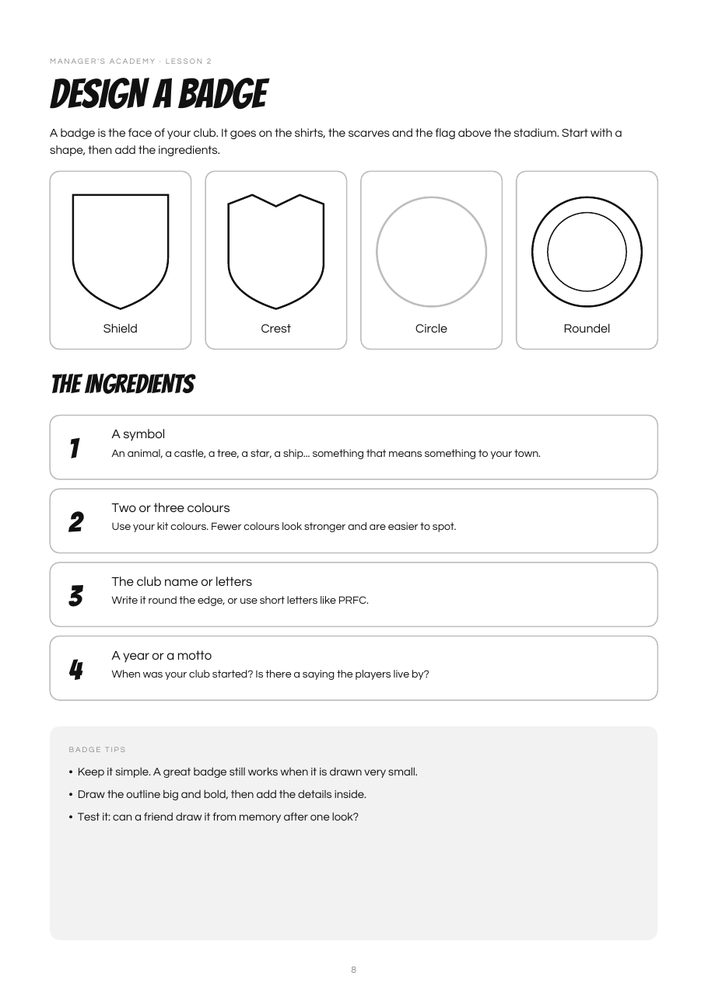 MANAGER'S ACADEMY · LESSON 2
DESIGN A BADGE
A badge is the face of your club. It goes on the shirts, the scarves and the flag above the stadium. Start with a
shape, then add the ingredients.
Shield
Crest
Circle
Roundel
THE INGREDIENTS
1
A symbol
An animal, a castle, a tree, a star, a ship... something that means something to your town.
2
Two or three colours
Use your kit colours. Fewer colours look stronger and are easier to spot.
3
The club name or letters
Write it round the edge, or use short letters like PRFC.
4
A year or a motto
When was your club started? Is there a saying the players live by?
BADGE TIPS
• Keep it simple. A great badge still works when it is drawn very small.
• Draw the outline big and bold, then add the details inside.
• Test it: can a friend draw it from memory after one look?
8